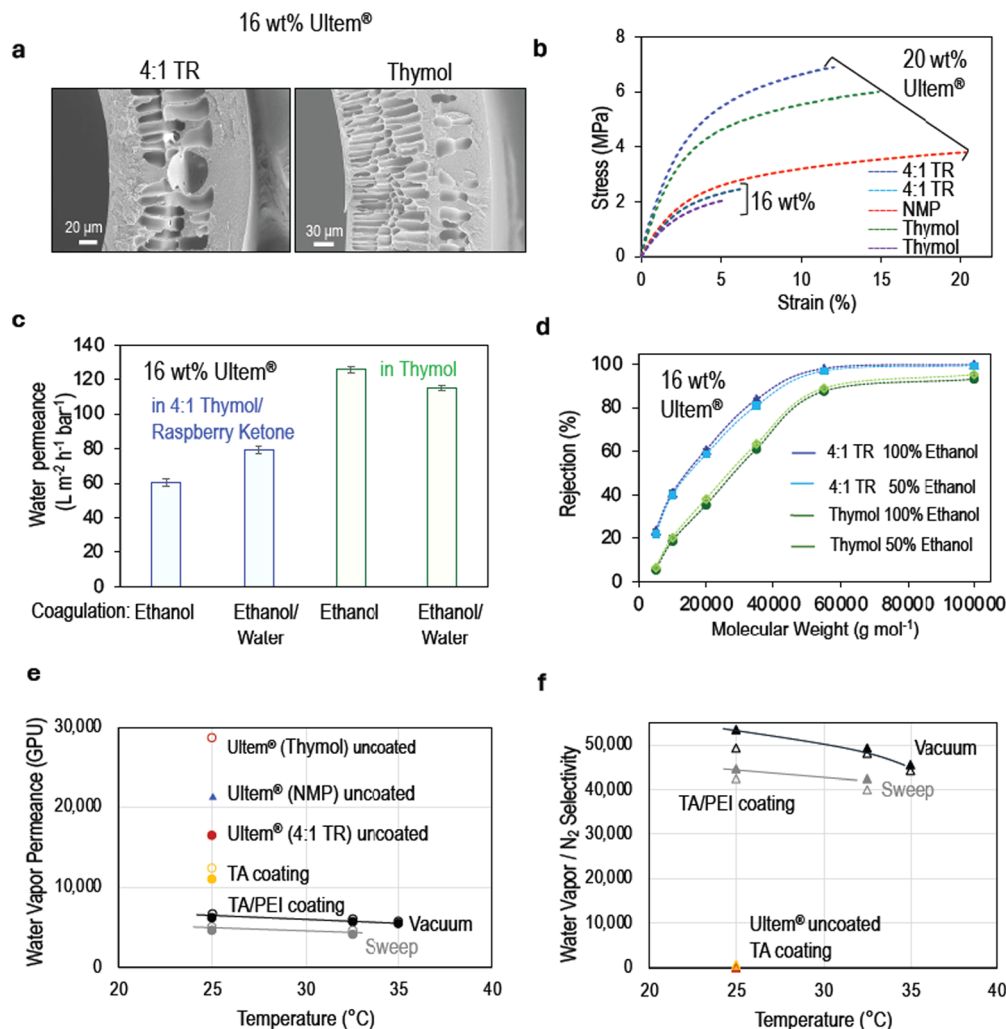 16 wt% Ultem®
a
4:1 TR
Thymol
20 µm
30 µm
b
8
6
4
2
0
Stress (MPa)
20 wt%
Ultem®
16 wt%
4:1 TR
4:1 TR
NMP
Thymol
Thymol
0
5
10
15
20
Strain (%)
c
140
120
100
80
60
40
20
0
Water permeance
(L m-2 h-1 bar-1)
16 wt% Ultem®
in 4:1 Thymol/
Raspberry Ketone
in Thymol
Coagulation:
Ethanol
Ethanol/
Water
Ethanol
Ethanol/
Water
d
100
80
60
40
20
0
Rejection (%)
16 wt%
Ultem®
4:1 TR 100% Ethanol
4:1 TR 50% Ethanol
Thymol 100% Ethanol
Thymol 50% Ethanol
0
20000
40000
60000
80000
100000
Molecular Weight (g mol-1)
e
30,000
20,000
10,000
0
Water Vapor Permeance (GPU)
Ultem® (Thymol) uncoated
Ultem® (NMP) uncoated
Ultem® (4:1 TR) uncoated
TA coating
TA/PEI coating
Vacuum
Sweep
20
25
30
35
40
Temperature (°C)
f
50,000
40,000
30,000
20,000
10,000
0
Water Vapor / N2 Selectivity
Vacuum
Sweep
TA/PEI coating
Ultem® uncoated
TA coating
20
25
30
35
40
Temperature (°C)